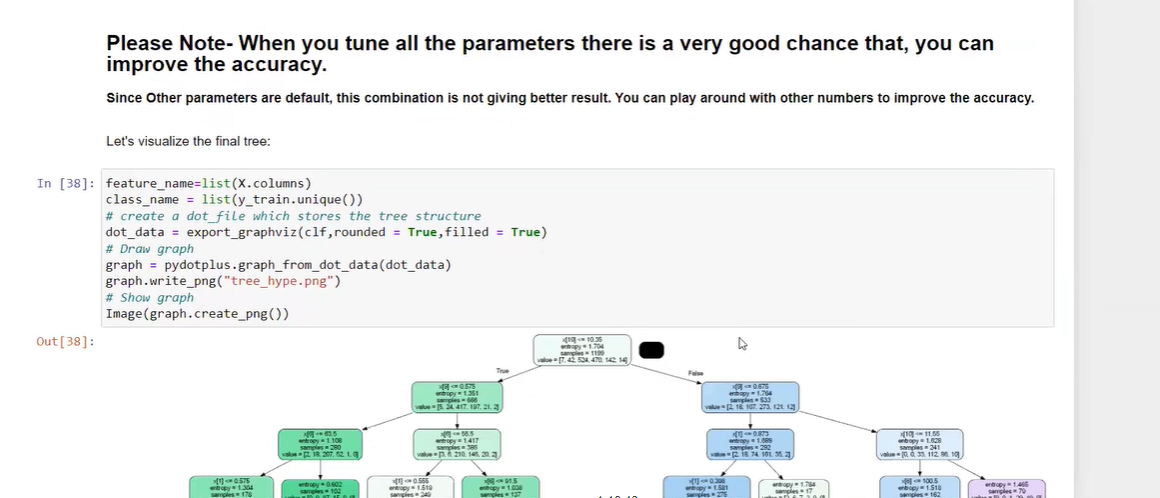 Please Note- When you tune all the parameters there is a very good chance that, you can
improve the accuracy.
Since Other parameters are default, this combination is not giving better result. You can play around with other numbers to improve the accuracy.
Let's visualize the final tree:
In [38]:
feature_name=list(X.columns)
class_name = list(y_train.unique())
# create a dot_file which stores the tree structure
dot_data = export_graphviz(clf,rounded = True,filled = True)
# Draw graph
graph = pydotplus.graph_from_dot_data(dot_data)
graph.write_png("tree_hype.png")
# Show graph
Image(graph.create_png())
Out[38]:
x[10] <= 10.35
entropy = 1.704
samples = 1199
value = [7, 42, 524, 470, 142, 14]
True
False
x[9] <= 0.575
entropy = 1.351
samples = 666
value = [5, 24, 417, 197, 21, 2]
x[9] <= 0.675
entropy = 1.764
samples = 533
value = [2, 18, 107, 273, 121, 12]
x[6] <= 63.5
entropy = 1.108
samples = 280
value = [2, 18, 207, 52, 1, 0]
entropy = 1.417
samples = 386
value = [3, 6, 210, 145, 20, 2]
x[1] <= 0.873
entropy = 1.689
samples = 292
value = [2, 18, 74, 161, 35, 2]
x[10] <= 11.55
entropy = 1.628
samples = 241
value = [0, 0, 33, 112, 86, 10]
x[1] <= 0.575
entropy = 1.304
samples = 178
entropy = 0.602
samples = 102
x[1] <= 0.555
entropy = 1.519
samples = 249
x[6] <= 91.5
entropy = 1.038
samples = 137
x[1] <= 0.398
entropy = 1.581
samples = 275
entropy = 1.784
samples = 17
x[6] <= 100.5
entropy = 1.518
samples = 162
entropy = 1.465
samples = 79